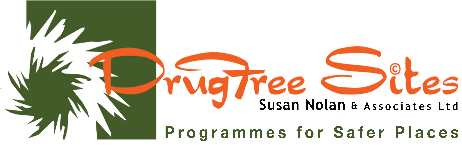 DrugFree Sites ©
Susan Nolan & Associates Ltd
Programmes for Safer Places